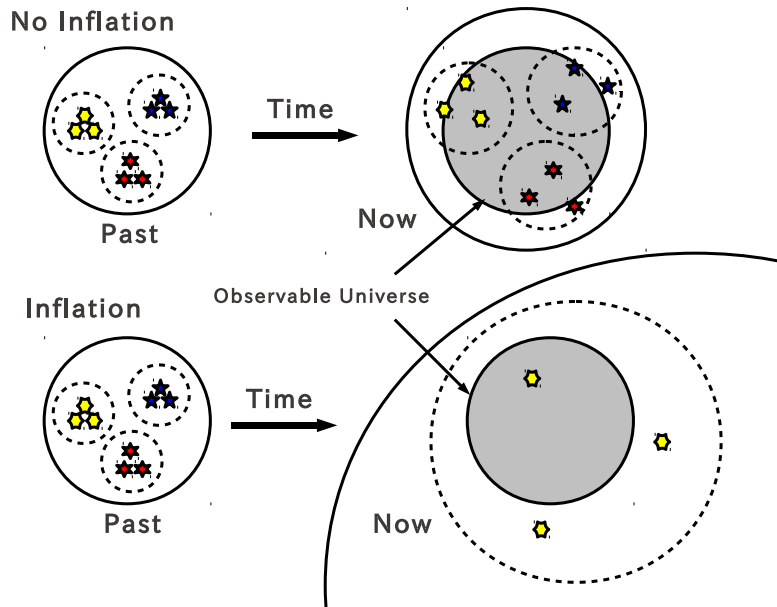 No Inflation
Time
Past
Now
Observable Universe
Inflation
Time
Past
Now